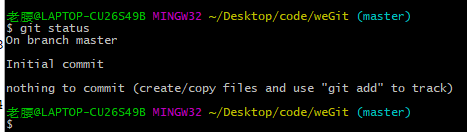 老腰@LAPTOP-CU26S49B MINGW32 ~/Desktop/code/weGit (master)
$ git status
On branch master
Initial commit
nothing to commit (create/copy files and use "git add" to track)
老腰@LAPTOP-CU26S49B MINGW32 ~/Desktop/code/weGit (master)
$